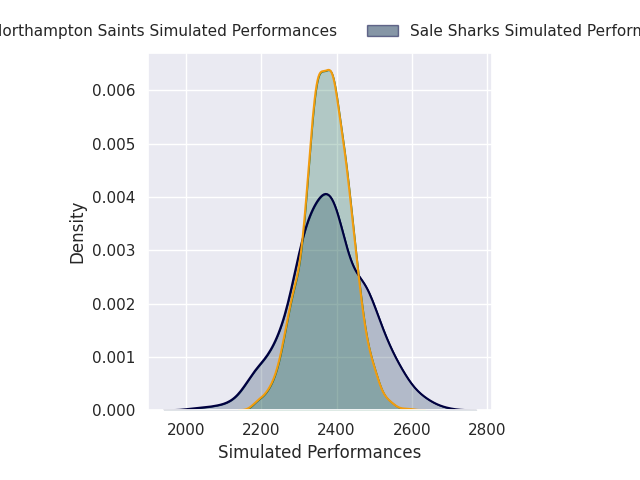 Northampton Saints Simulated Performances
Sale Sharks Simulated Perform
0.006
0.005
0.004
0.003
0.002
0.001
0.000
Density
2000 2200 2400 2600 2800
Simulated Performances